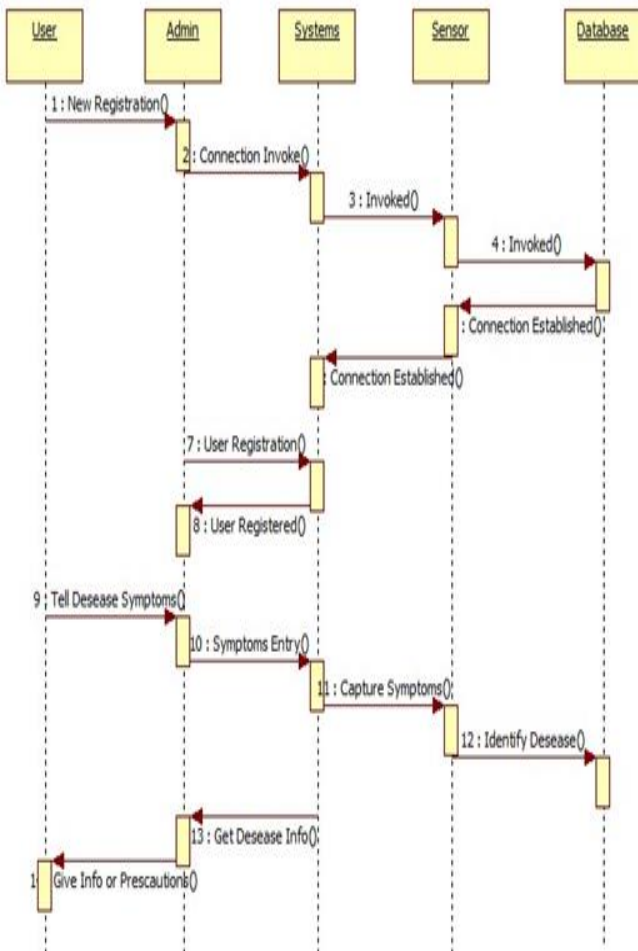 User
Admin
Systems
Sensor
Database
1 : New Registration()
2 : Connection Invoke()
3 : Invoked()
4 : Invoked()
: Connection Established()
: Connection Established()
7 : User Registration()
8 : User Registered()
9 : Tell Desease Symptoms()
10 : Symptoms Entry()
11 : Capture Symptoms()
12 : Identify Desease()
13 : Get Desease Info()
1 Give Info or Prescautions()